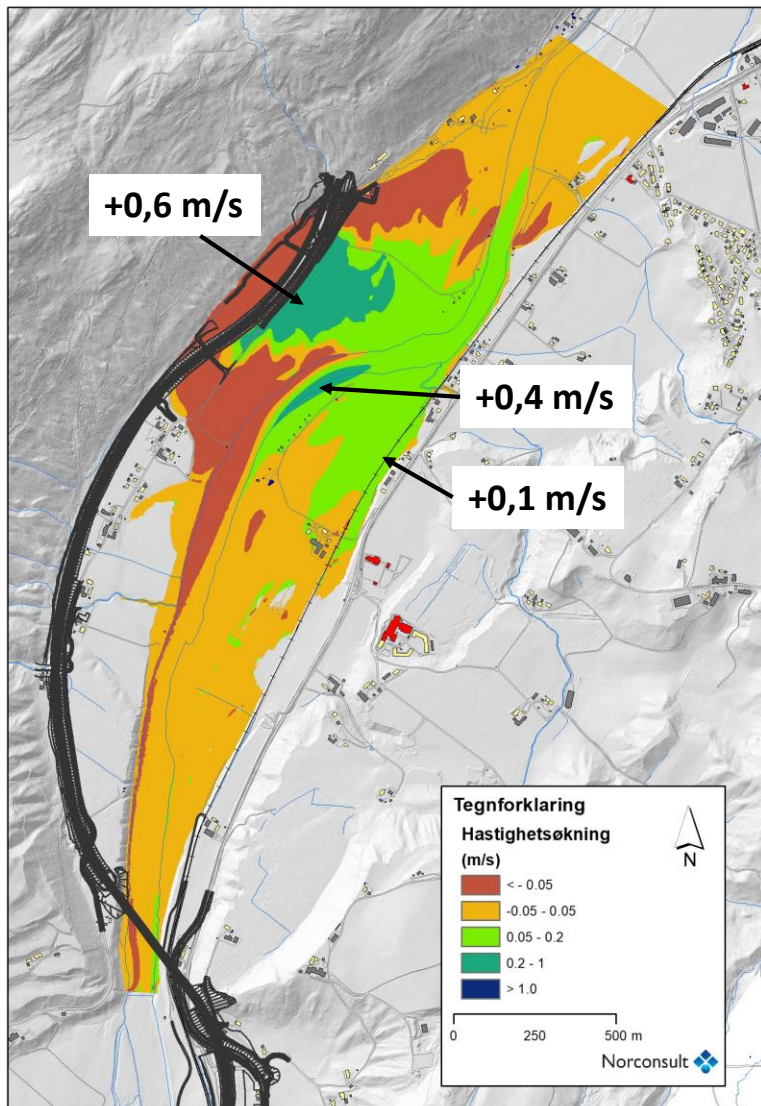 +0,6 m/s
+0,4 m/s
+0,1 m/s
Tegnforklaring
Hastighetsøkning
(m/s)
N
< - 0.05
-0.05 - 0.05
0.05 - 0.2
0.2 - 1
> 1.0
0 250 500 m
Norconsult